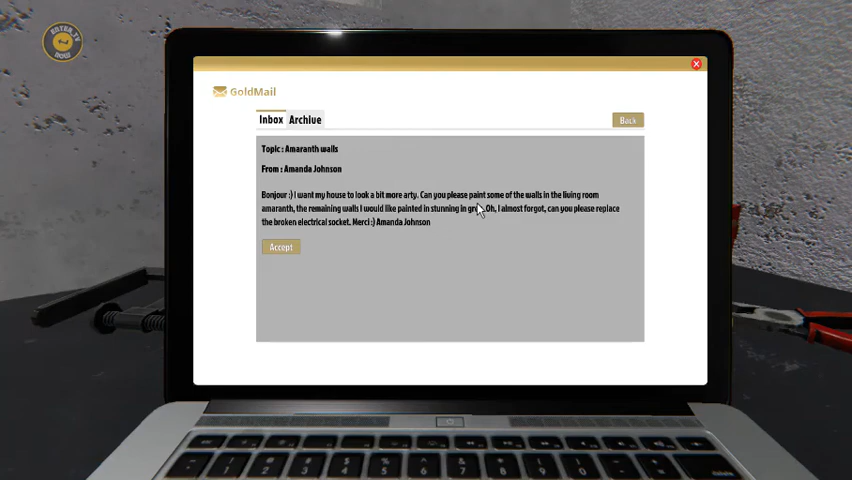 GoldMail
Inbox Archive
Back
Topic : Amaranth walls
From : Amanda Johnson
Bonjour :) I want my house to look a bit more arty. Can you please paint some of the walls in the living room
amaranth, the remaining walls I would like painted in stunning in Oh, I almost forgot, can you please replace
the broken electrical socket. Merci :) Amanda Johnson
Accept